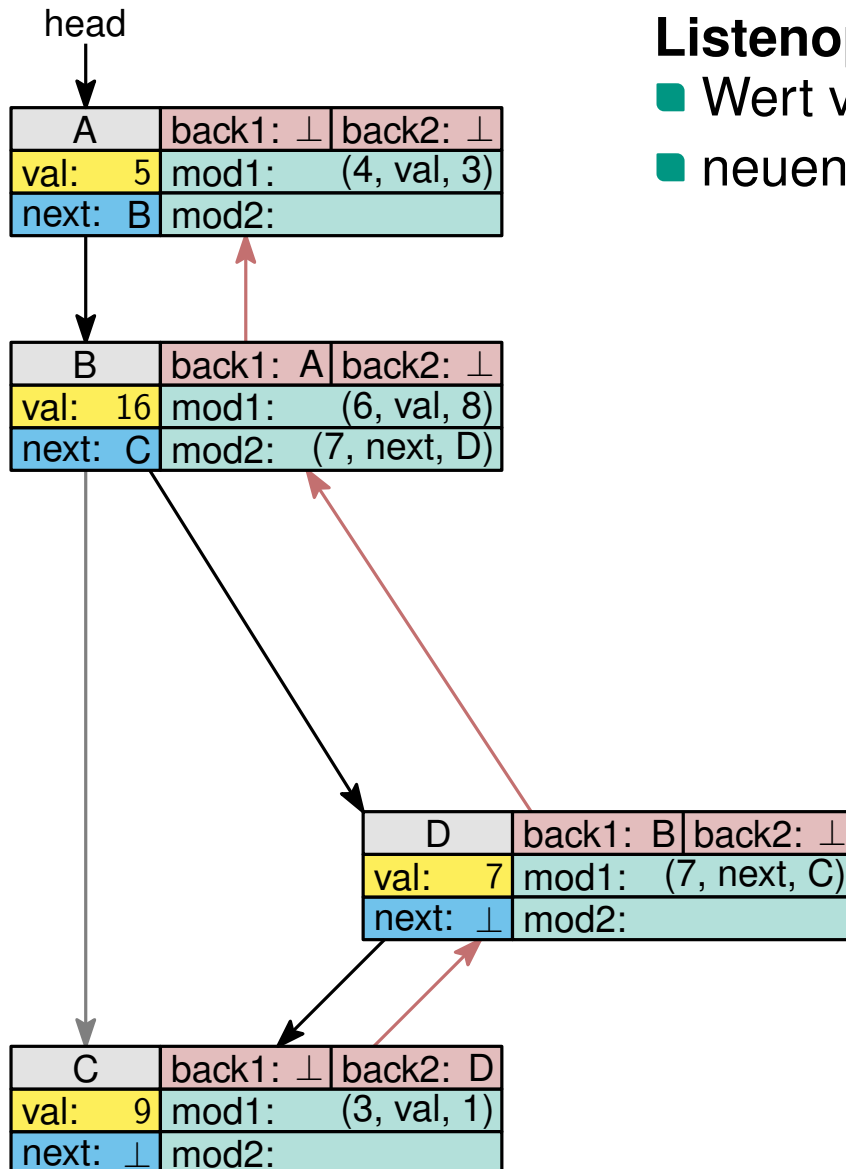 head
Listenop
Wert v
neuen
A back1: ⊥ back2: ⊥
val: 5 mod1: (4, val, 3)
next: B mod2:
B back1: A back2: ⊥
val: 16 mod1: (6, val, 8)
next: C mod2: (7, next, D)
D back1: B back2: ⊥
val: 7 mod1: (7, next, C)
next: ⊥ mod2:
C back1: ⊥ back2: D
val: 9 mod1: (3, val, 1)
next: ⊥ mod2: